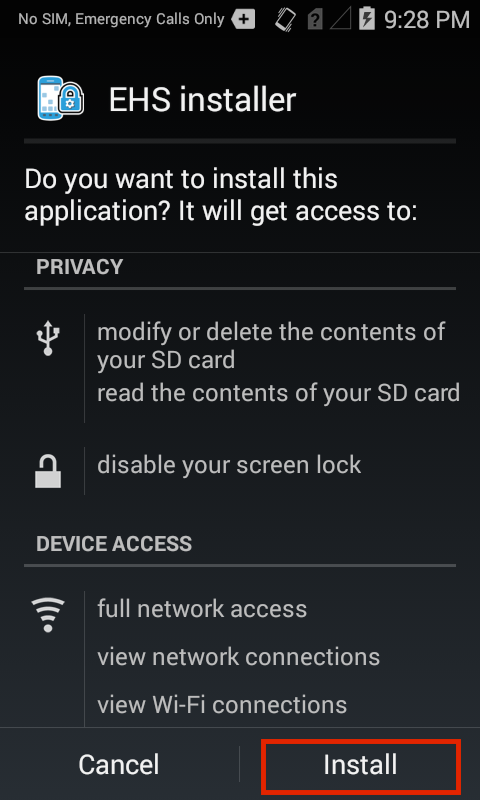 No SIM, Emergency Calls Only 9:28 PM
EHS installer
Do you want to install this
application? It will get access to:
PRIVACY
modify or delete the contents of
your SD card
read the contents of your SD card
disable your screen lock
DEVICE ACCESS
full network access
view network connections
view Wi-Fi connections
Cancel Install